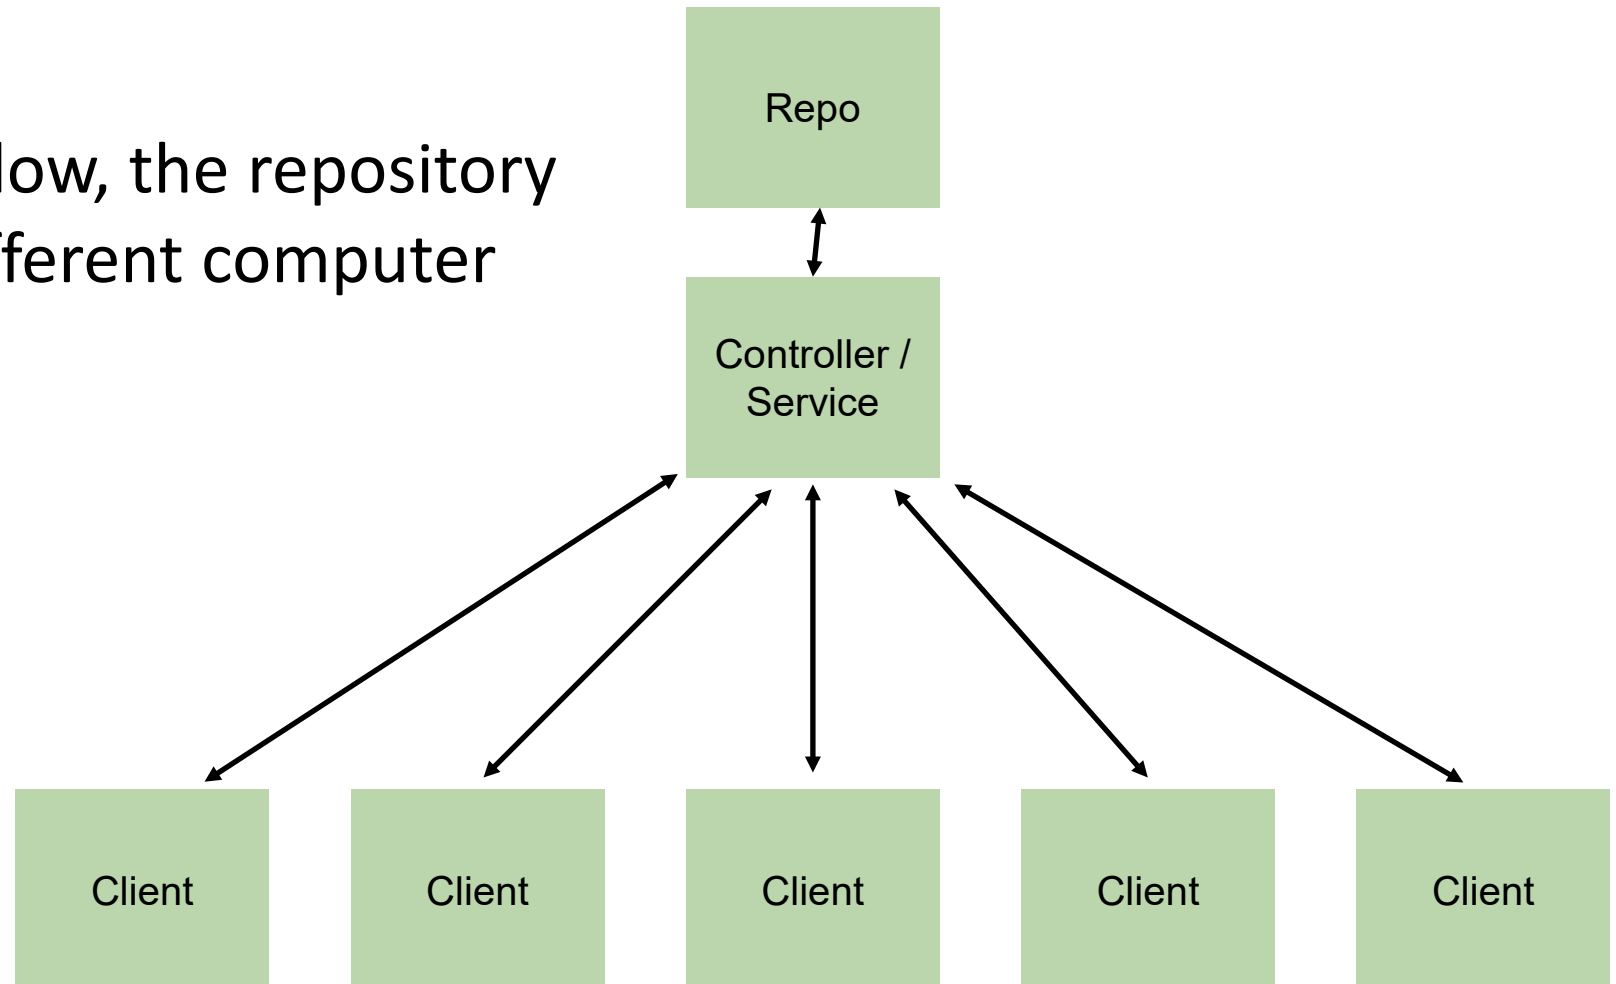 Repo
low, the repository
fferent computer
Controller /
Service
Client
Client
Client
Client
Client